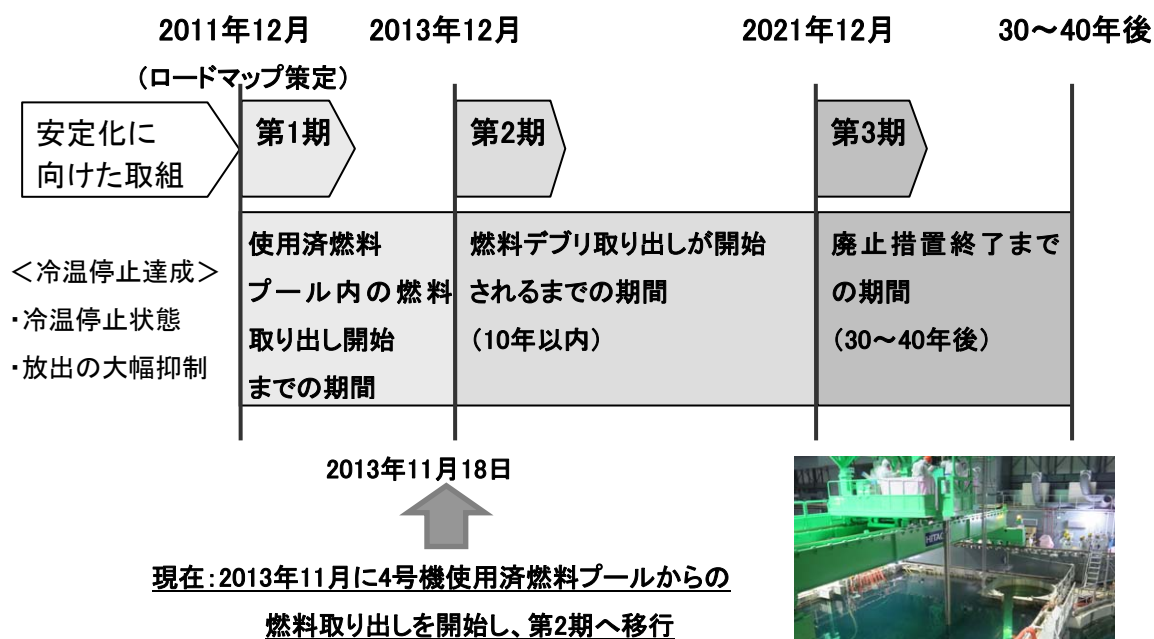 2011年12月
2013年12月
2021年12月
30～40年後
(ロードマップ策定)
安定化に
向けた取組
第1期
第2期
第3期
＜冷温停止達成＞
・冷温停止状態
・放出の大幅抑制
使用済燃料
プール内の燃料
取り出し開始
までの期間
燃料デブリ取り出しが開始
されるまでの期間
(10年以内)
廃止措置終了まで
の期間
(30～40年後)
2013年11月18日
現在：2013年11月に4号機使用済燃料プールからの
燃料取り出しを開始し、第2期へ移行